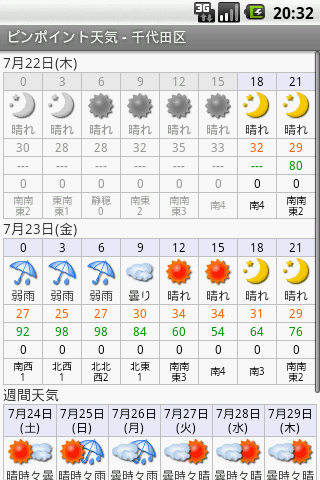 3G 20:32
ピンポイント天気 - 千代田区
7月22日(木)
0 3 6 9 12 15 18 21
晴れ 晴れ 晴れ 晴れ 晴れ 晴れ 晴れ 晴れ
30 28 28 32 35 33 32 29
--- --- --- --- --- --- --- 80
0 0 0 0 0 0 0 0
南南東2 東南東1 静穏0 南東2 南南東3 南4 南4 南南東2
7月23日(金)
0 3 6 9 12 15 18 21
弱雨 弱雨 弱雨 曇り 晴れ 晴れ 晴れ 晴れ
27 25 27 30 34 34 31 29
92 98 98 84 60 54 64 76
0 0 0 0 0 0 0 0
南西1 北西1 北北西2 北東1 南南東3 南4 南3 南南東3
週間天気
7月24日(土) 7月25日(日) 7月26日(月) 7月27日(火) 7月28日(水) 7月29日(木)
晴時々曇 晴時々雨 曇時々雨 曇時々晴 曇時々晴 曇時々晴